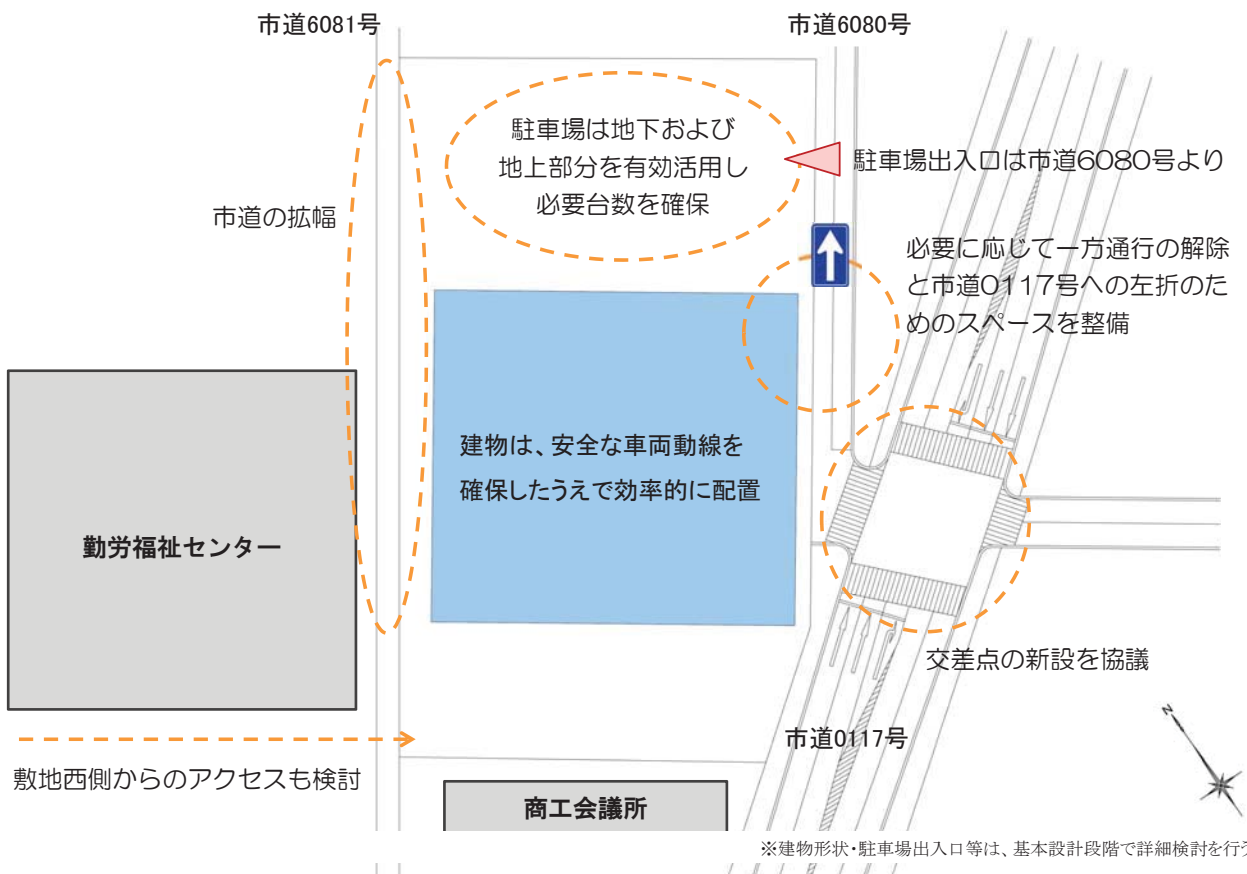 市道6081号
市道6080号
駐車場は地下および
地上部分を有効活用し
必要台数を確保
駐車場出入口は市道6080号より
市道の拡幅
必要に応じて一方通行の解除
と市道0117号への左折のた
めのスペースを整備
建物は、安全な車両動線を
確保したうえで効率的に配置
勤労福祉センター
交差点の新設を協議
市道0117号
N
敷地西側からのアクセスも検討
商工会議所
※建物形状・駐車場出入口等は、基本設計段階で詳細検討を行う